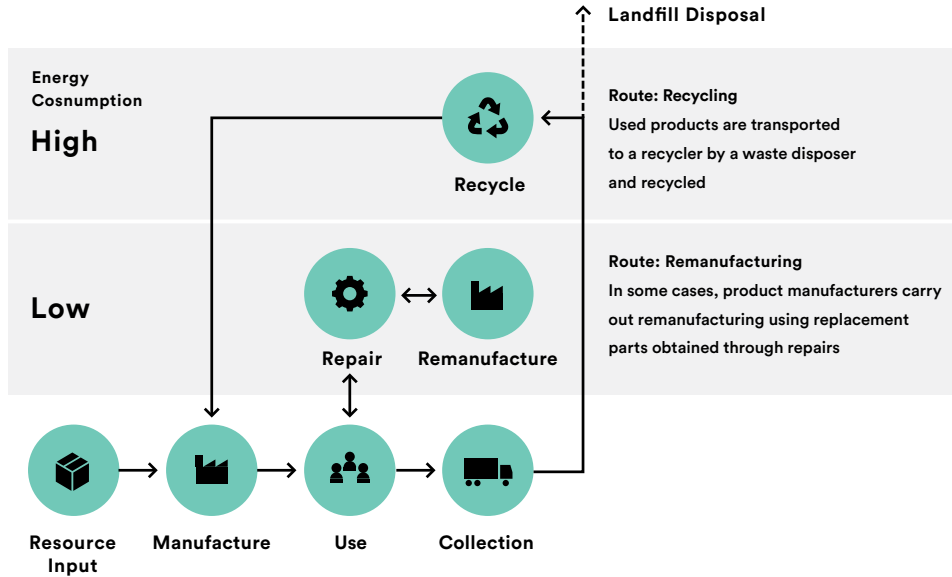 Landfill Disposal
Energy
Cosnumption
High
Recycle
Route: Recycling
Used products are transported
to a recycler by a waste disposer
and recycled
Low
Repair
Remanufacture
Route: Remanufacturing
In some cases, product manufacturers carry
out remanufacturing using replacement
parts obtained through repairs
Resource
Input
Manufacture
Use
Collection